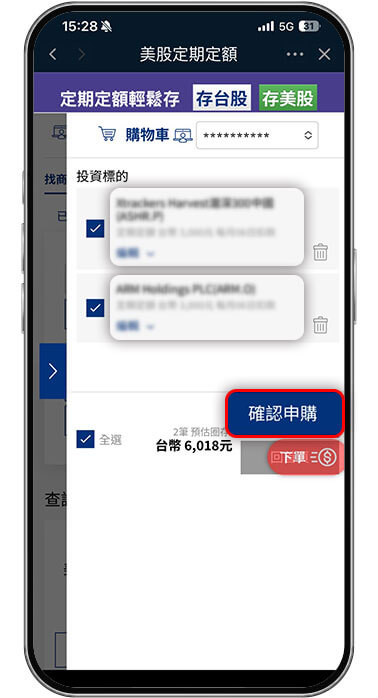 15:28
5G
31
美股定期定額
定期定額輕鬆存
存台股
存美股
購物車
**********
投資標的
Xtrackers Harvest滬深300中國
(ASHR.P)
編輯
ARM Holdings PLC(ARM.O)
編輯
確認申購
全選
2筆 預估圈存
台幣 6,018元
下單
找商
已
查詢